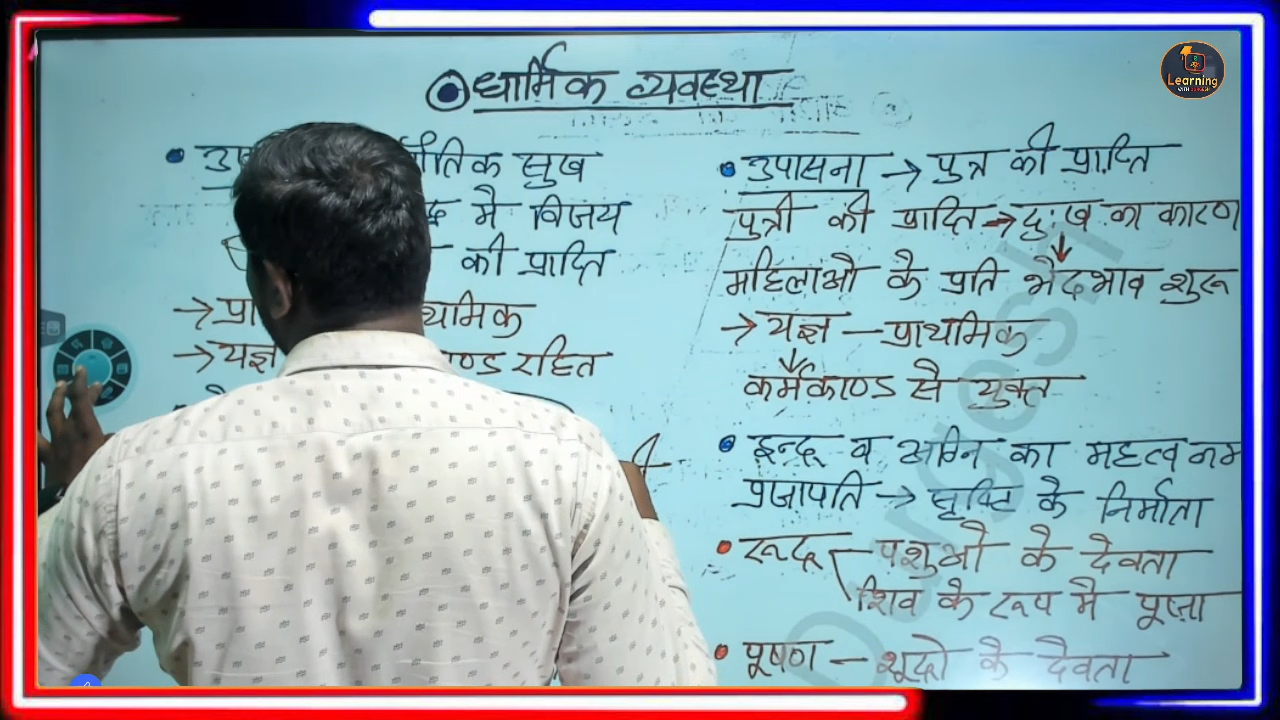 धार्मिक व्यवस्था
सुख
मे विजय
की प्राप्ति
→
→ यज्ञ रहित
• उपासना → पुत्र की प्राप्ति
पुत्री की प्राप्ति → दुःख का कारण
महिलाओ के प्रति भेदभाव शुरू
→ यज्ञ – प्राथमिक
कर्मकाण्ड से युक्त
• इन्द्र व अग्नि का महत्व कम
प्रजापति → सृष्टि के निर्माता
• रूद्र पशुओ के देवता
शिव के रूप मे पूजा
• पूषण – शूद्रो के देवता
Learning